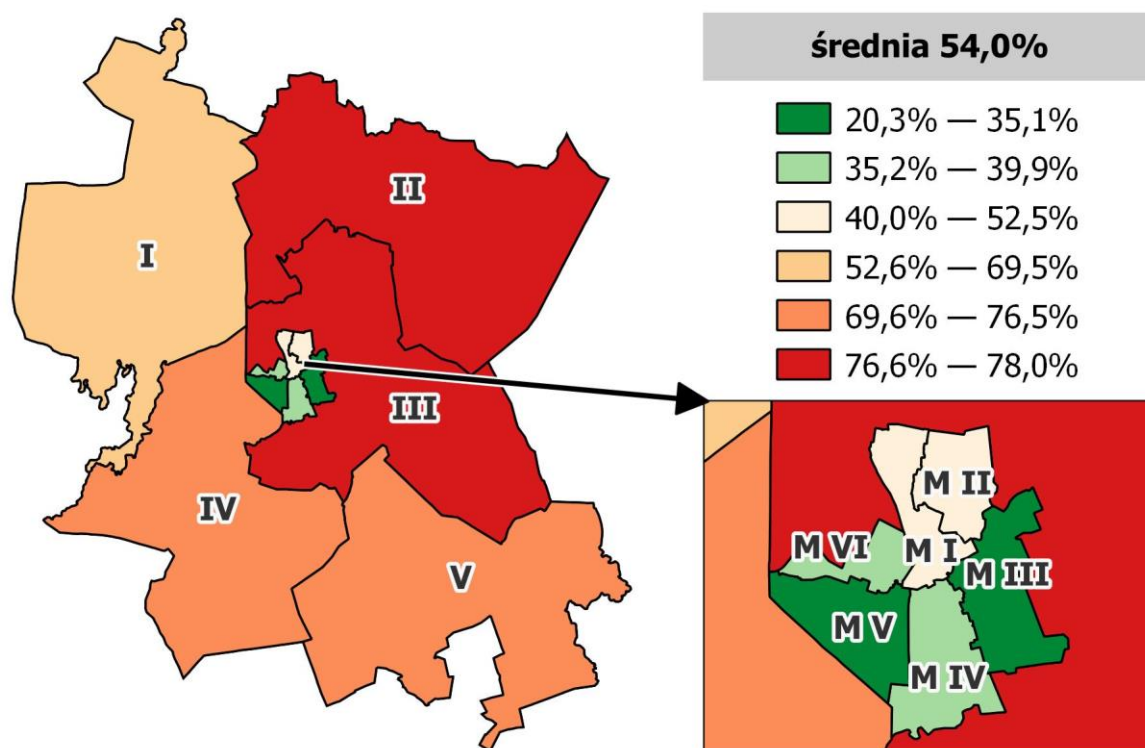 średnia 54,0%
20,3% — 35,1%
35,2% — 39,9%
40,0% — 52,5%
52,6% — 69,5%
69,6% — 76,5%
76,6% — 78,0%
I
II
III
IV
V
M II
M VI
M I
M III
M V
M IV